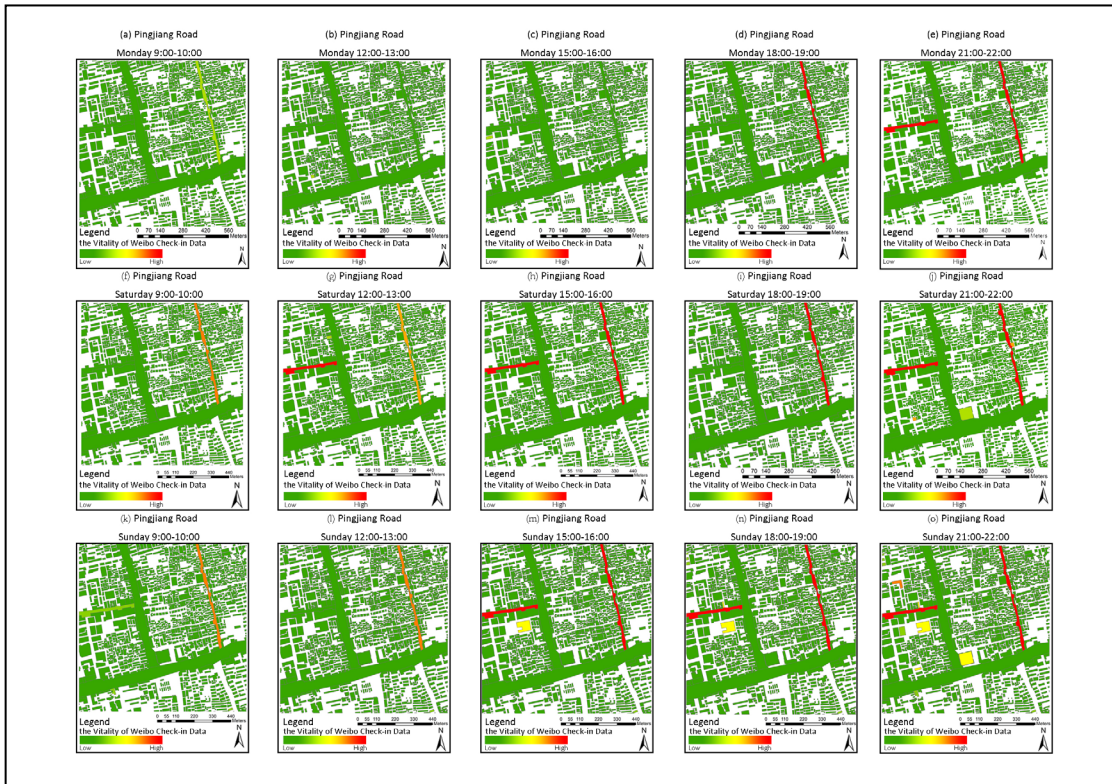 (a) Pingjiang Road
Monday 9:00-10:00
0 70 140 280 420 560
Meters
Legend
the Vitality of Weibo Check-in Data
Low High
N
(b) Pingjiang Road
Monday 12:00-13:00
0 70 140 280 420 560
Meters
Legend
the Vitality of Weibo Check-in Data
Low High
N
(c) Pingjiang Road
Monday 15:00-16:00
0 70 140 280 420 560
Meters
Legend
the Vitality of Weibo Check-in Data
Low High
N
(d) Pingjiang Road
Monday 18:00-19:00
0 70 140 280 420 560
Meters
Legend
the Vitality of Weibo Check-in Data
Low High
N
(e) Pingjiang Road
Monday 21:00-22:00
0 70 140 280 420 560
Meters
Legend
the Vitality of Weibo Check-in Data
Low High
N
(f) Pingjiang Road
Saturday 9:00-10:00
0 55 110 220 330 440
Meters
Legend
the Vitality of Weibo Check-in Data
Low High
N
(g) Pingjiang Road
Saturday 12:00-13:00
0 55 110 220 330 440
Meters
Legend
the Vitality of Weibo Check-in Data
Low High
N
(h) Pingjiang Road
Saturday 15:00-16:00
0 55 110 220 330 440
Meters
Legend
the Vitality of Weibo Check-in Data
Low High
N
(i) Pingjiang Road
Saturday 18:00-19:00
0 70 140 280 420 560
Meters
Legend
the Vitality of Weibo Check-in Data
Low High
N
(j) Pingjiang Road
Saturday 21:00-22:00
0 70 140 280 420 560
Meters
Legend
the Vitality of Weibo Check-in Data
Low High
N
(k) Pingjiang Road
Sunday 9:00-10:00
0 55 110 220 330 440
Meters
Legend
the Vitality of Weibo Check-in Data
Low High
N
(l) Pingjiang Road
Sunday 12:00-13:00
0 55 110 220 330 440
Meters
Legend
the Vitality of Weibo Check-in Data
Low High
N
(m) Pingjiang Road
Sunday 15:00-16:00
0 55 110 220 330 440
Meters
Legend
the Vitality of Weibo Check-in Data
Low High
N
(n) Pingjiang Road
Sunday 18:00-19:00
0 55 110 220 330 440
Meters
Legend
the Vitality of Weibo Check-in Data
Low High
N
(o) Pingjiang Road
Sunday 21:00-22:00
0 55 110 220 330 440
Meters
Legend
the Vitality of Weibo Check-in Data
Low High
N